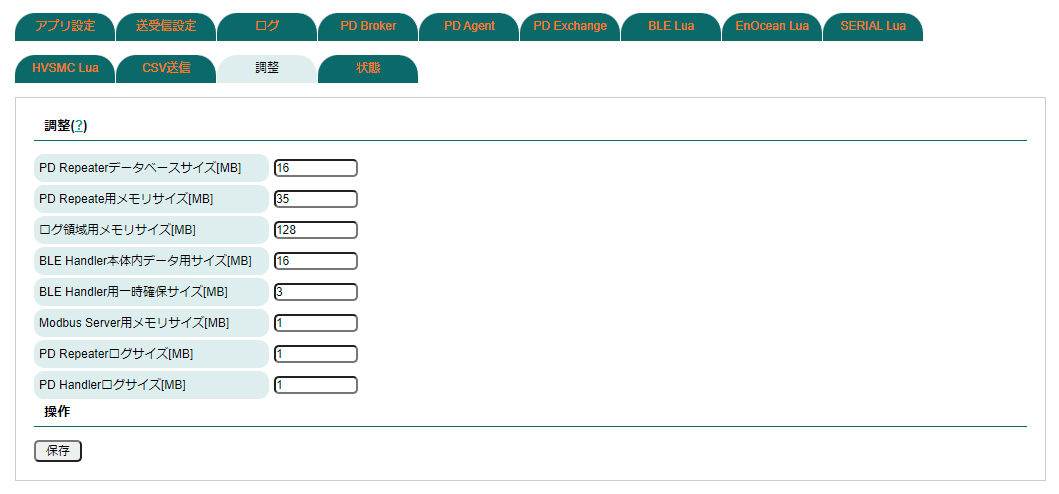 アプリ設定 送受信設定 ログ PD Broker PD Agent PD Exchange BLE Lua EnOcean Lua SERIAL Lua
HVSMC Lua CSV送信 調整 状態
調整(?)
PD Repeaterデータベースサイズ[MB] 16
PD Repeate用メモリサイズ[MB] 35
ログ領域用メモリサイズ[MB] 128
BLE Handler本体内データ用サイズ[MB] 16
BLE Handler用一時確保サイズ[MB] 3
Modbus Server用メモリサイズ[MB] 1
PD Repeaterログサイズ[MB] 1
PD Handlerログサイズ[MB] 1
操作
保存